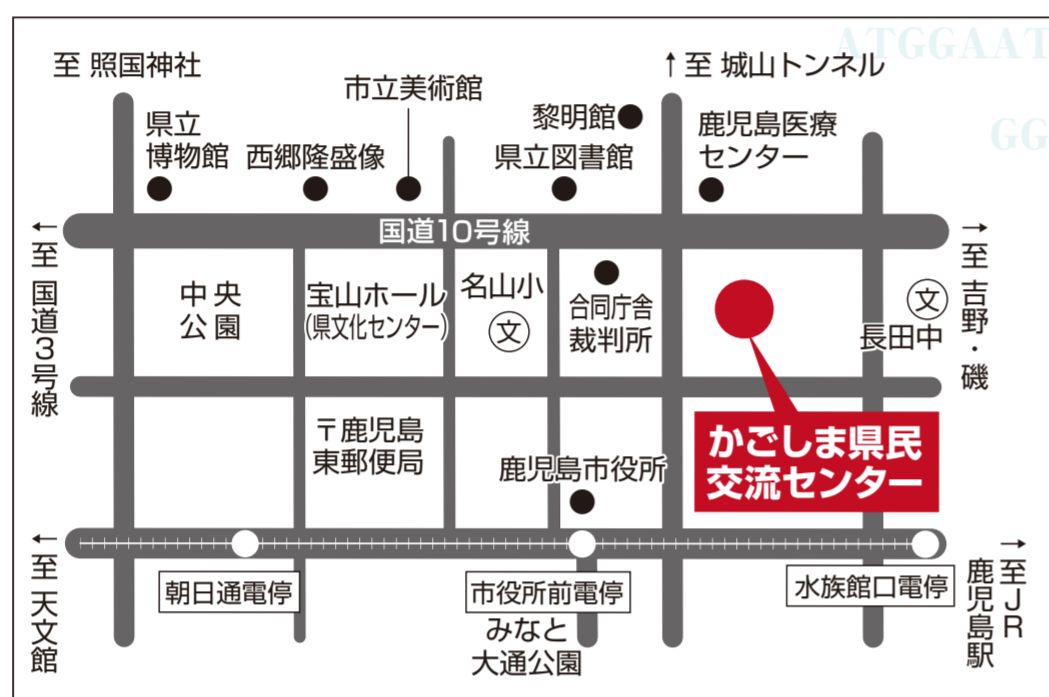 ATGGAAT
GG
至 照国神社
市立美術館
↑至 城山トンネル
県立
博物館
西郷隆盛像
黎明館
県立図書館
鹿児島医療
センター
国道10号線
←至 国道3号線
→至 吉野・磯
中央
公園
宝山ホール
(県文化センター)
名山小
文
合同庁舎
裁判所
文
長田中
〒鹿児島
東郵便局
鹿児島市役所
かごしま県民
交流センター
←至 天文館
朝日通電停
市役所前電停
水族館口電停
→至JR
鹿児島駅
みなと
大通公園